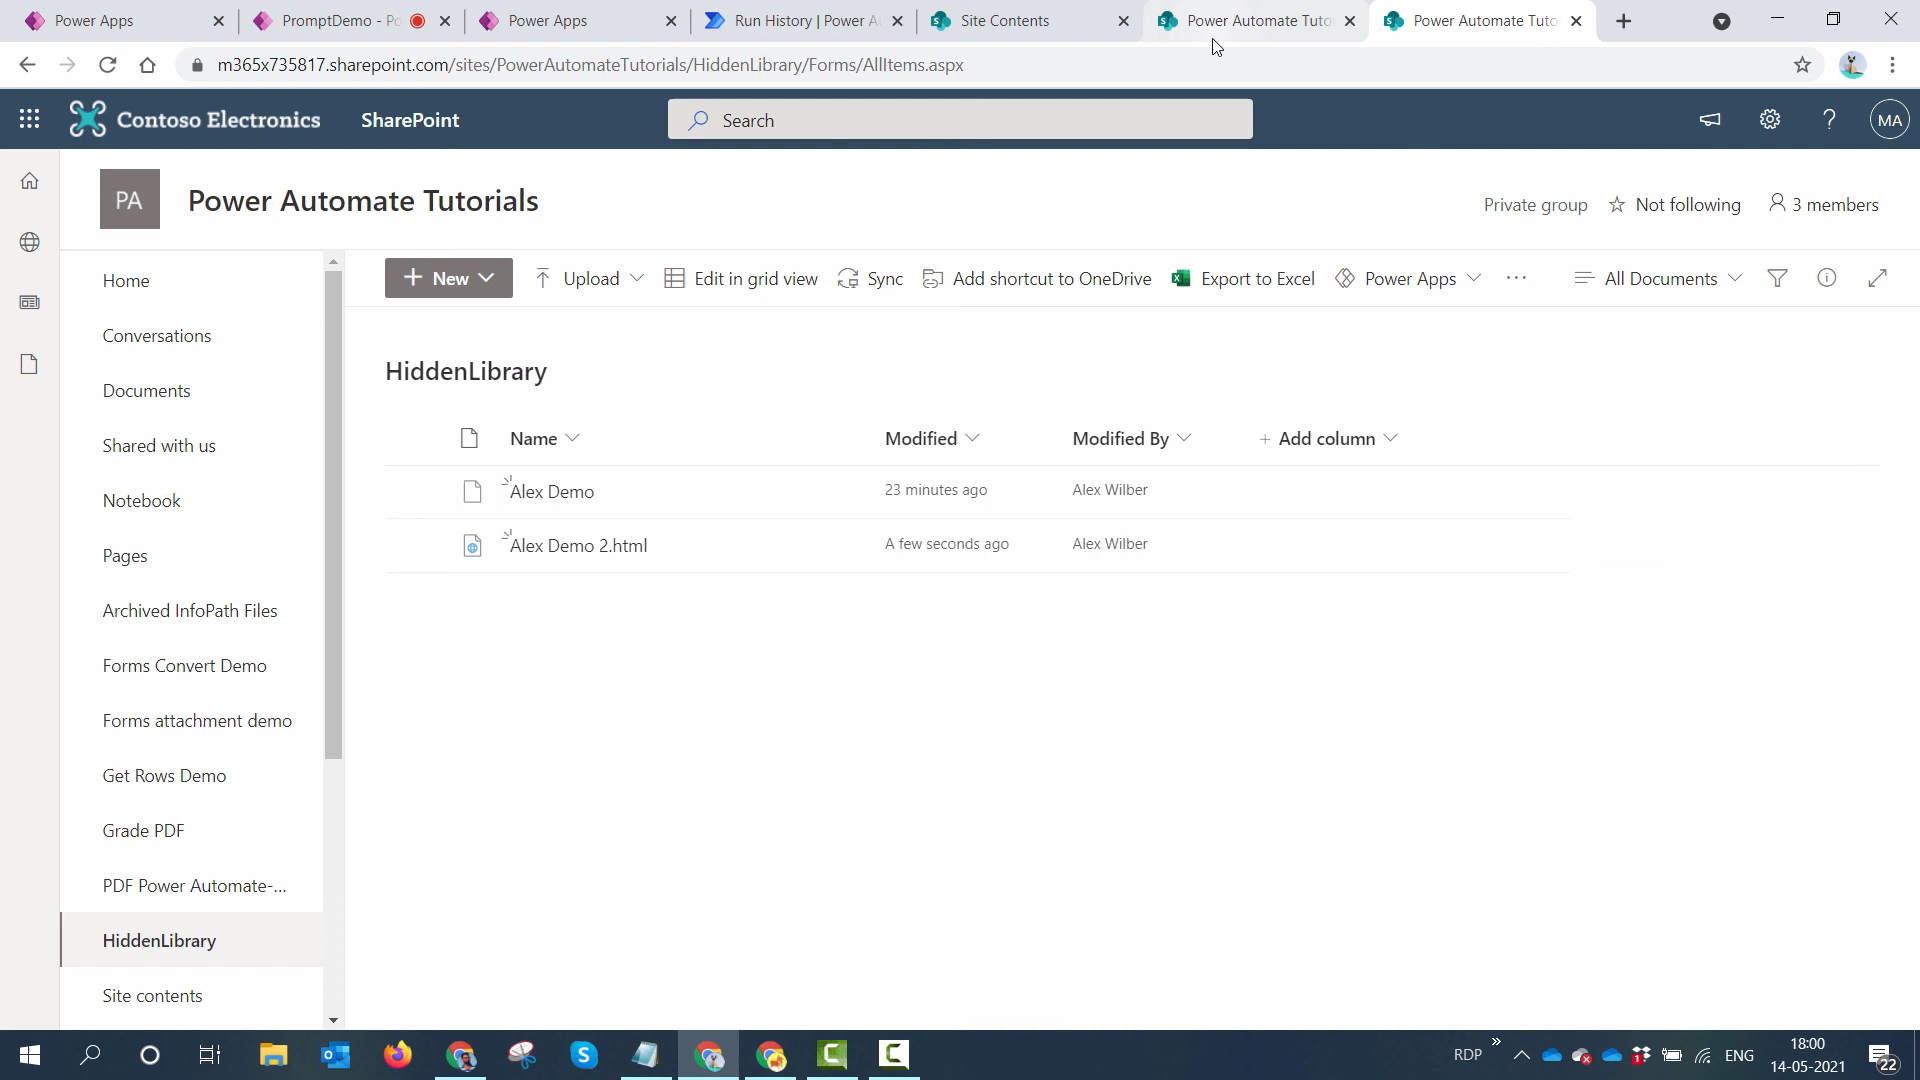 Power Apps
PromptDemo - Po
Power Apps
Run History | Power A
Site Contents
Power Automate Tuto
Power Automate Tuto
m365x735817.sharepoint.com/sites/PowerAutomateTutorials/HiddenLibrary/Forms/AllItems.aspx
Contoso Electronics
SharePoint
Search
MA
PA
Power Automate Tutorials
Private group
Not following
3 members
Home
Conversations
Documents
Shared with us
Notebook
Pages
Archived InfoPath Files
Forms Convert Demo
Forms attachment demo
Get Rows Demo
Grade PDF
PDF Power Automate-...
HiddenLibrary
Site contents
+ New
Upload
Edit in grid view
Sync
Add shortcut to OneDrive
Export to Excel
Power Apps
...
All Documents
HiddenLibrary
Name
Modified
Modified By
+ Add column
Alex Demo
23 minutes ago
Alex Wilber
Alex Demo 2.html
A few seconds ago
Alex Wilber
RDP
ENG
18:00
14-05-2021
22